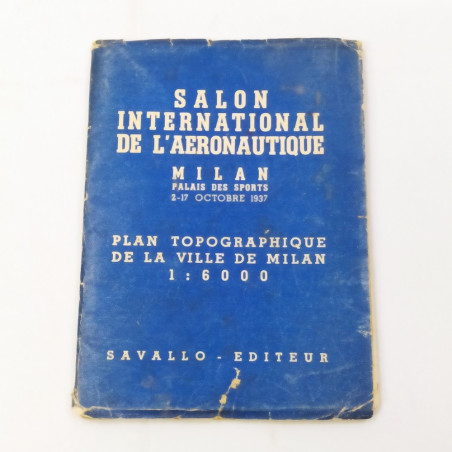 SALON
INTERNATIONAL
DE L'AERONAUTIQUE
MILAN
PALAIS DES SPORTS
2-17 OCTOBRE 1937
PLAN TOPOGRAPHIQUE
DE LA VILLE DE MILAN
1:6000
SAVALLO - EDITEUR